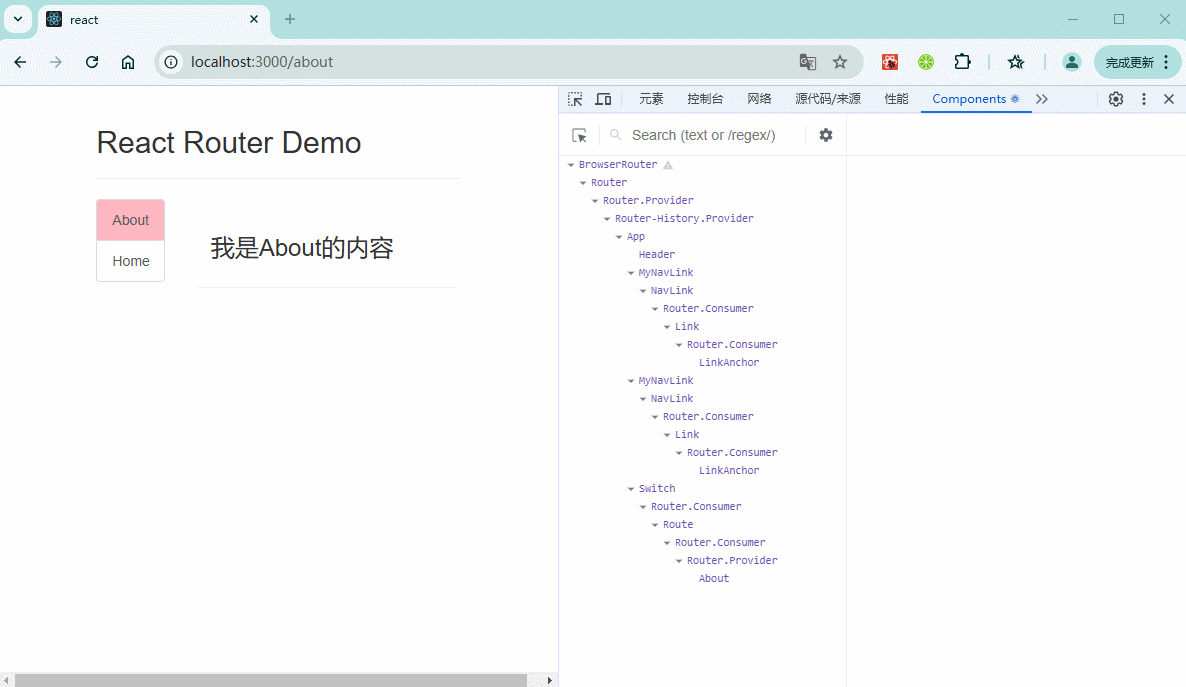 react
localhost:3000/about
完成更新
React Router Demo
About
Home
我是About的内容
元素 控制台 网络 源代码/来源 性能 Components
Search (text or /regex/)
BrowserRouter
Router
Router.Provider
Router-History.Provider
App
Header
MyNavLink
NavLink
Router.Consumer
Link
Router.Consumer
LinkAnchor
MyNavLink
NavLink
Router.Consumer
Link
Router.Consumer
LinkAnchor
Switch
Router.Consumer
Route
Router.Consumer
Router.Provider
About